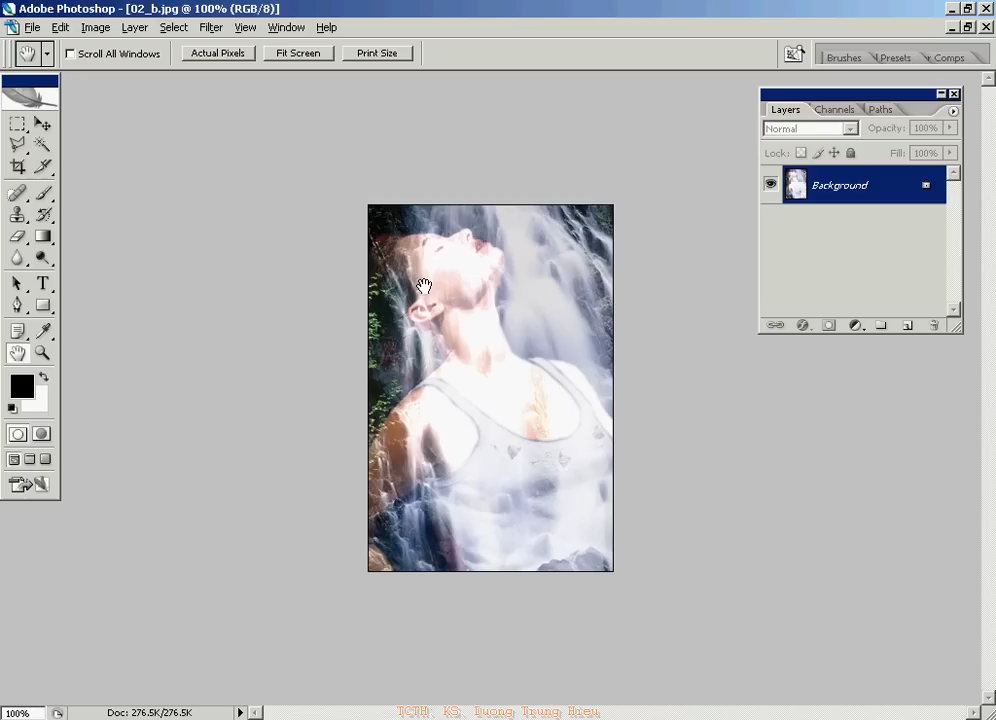 Adobe Photoshop - [02_b.jpg @ 100% (RGB/8)]
File Edit Image Layer Select Filter View Window Help
Scroll All Windows Actual Pixels Fit Screen Print Size Brushes Presets r Comps
Layers Channels Paths
Normal Opacity: 100%
Lock: Fill: 100%
Background
100% Doc: 276.5K/276.5K TCTH. KS. Duong Trung Hieu